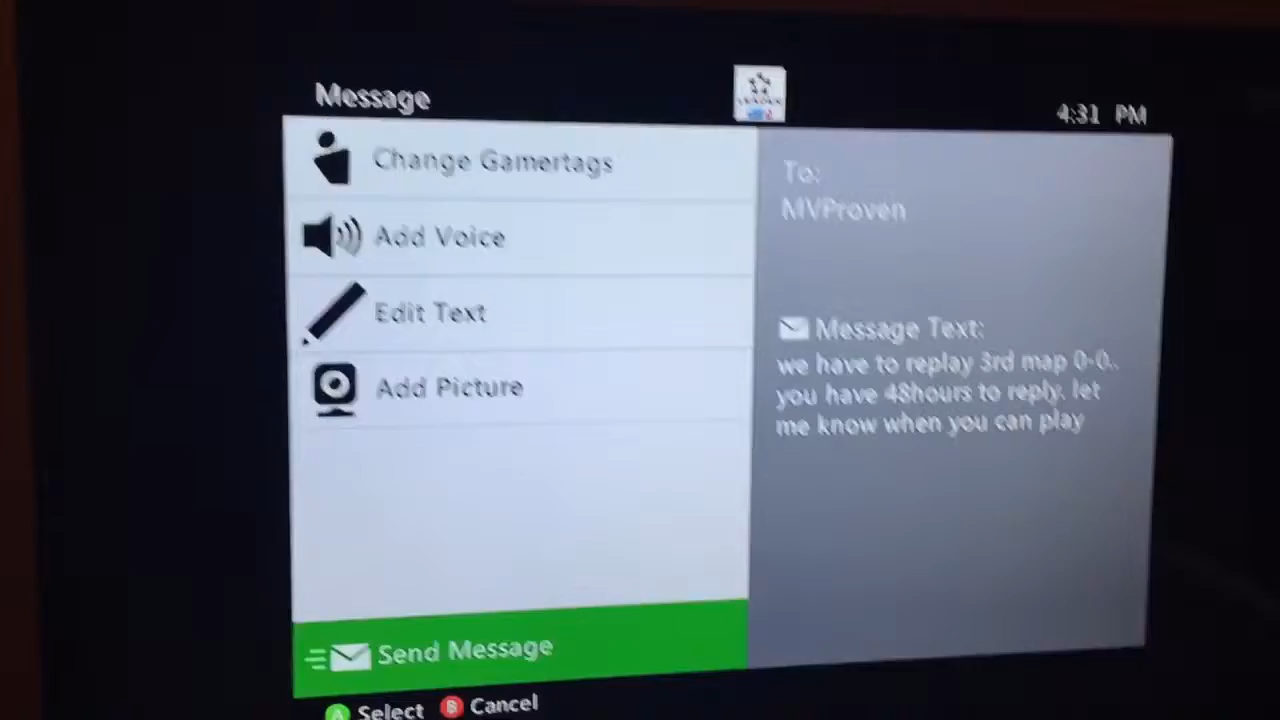 Message
4:31 PM
Change Gamertags
Add Voice
Edit Text
Add Picture
Send Message
A Select B Cancel
To:
MVProven
Message Text:
we have to replay 3rd map 0-0..
you have 48hours to reply. let
me know when you can play